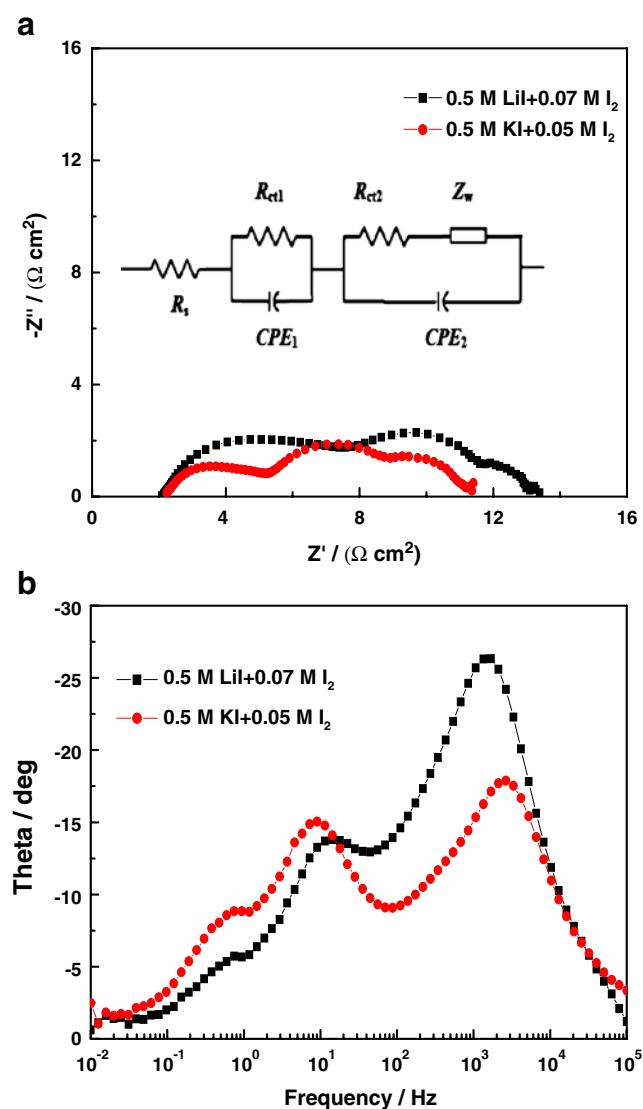 a
16
12
8
4
0
-Z'' / (Ω cm²)
0.5 M LiI+0.07 M I₂
0.5 M KI+0.05 M I₂
R_ct1
R_ct2
Z_w
R_s
CPE₁
CPE₂
0 4 8 12 16
Z' / (Ω cm²)
b
-30
-25
-20
-15
-10
-5
0
Theta / deg
0.5 M LiI+0.07 M I₂
0.5 M KI+0.05 M I₂
10⁻² 10⁻¹ 10⁰ 10¹ 10² 10³ 10⁴ 10⁵
Frequency / Hz